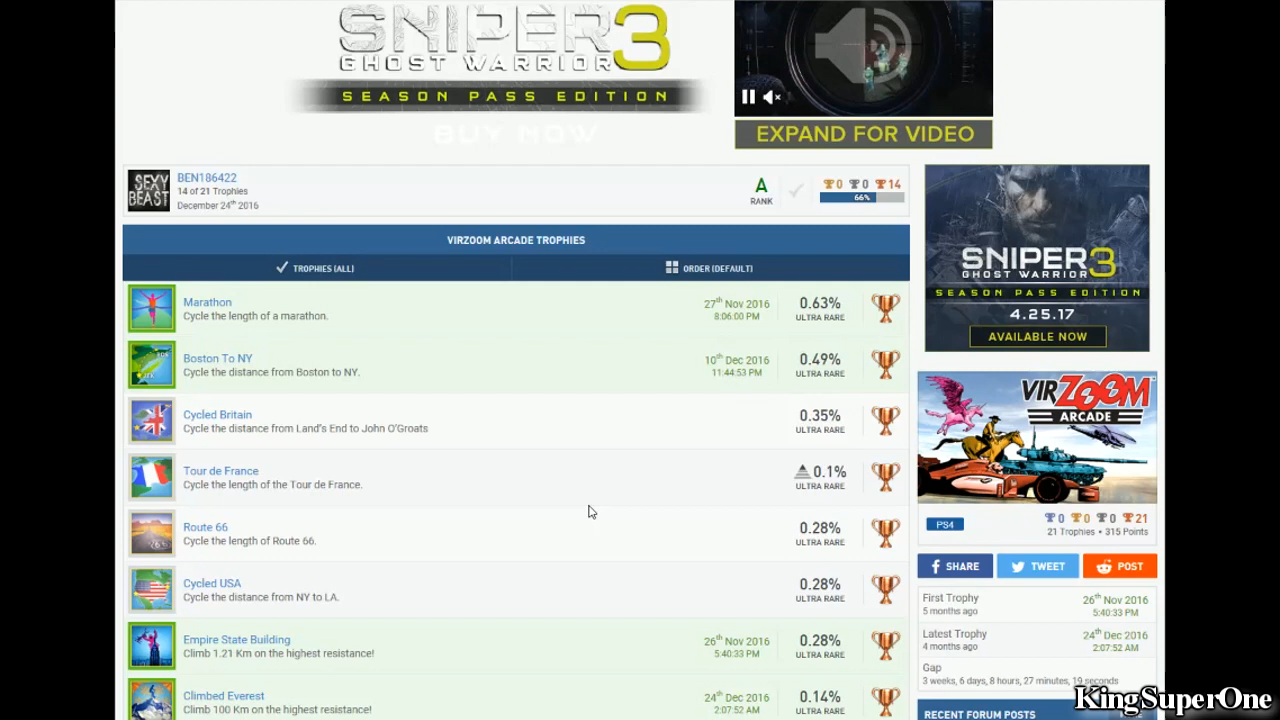 SNIPER 3
GHOST WARRIOR
SEASON PASS EDITION
BUY NOW
EXPAND FOR VIDEO
SEXY
BEAST
BEN186422
14 of 21 Trophies
December 24th 2016
A
RANK
0 0 14
66%
VIRZOOM ARCADE TROPHIES
TROPHIES (ALL) ORDER (DEFAULT)
Marathon
Cycle the length of a marathon.
27th Nov 2016
8:06:00 PM
0.63%
ULTRA RARE
Boston To NY
Cycle the distance from Boston to NY.
10th Dec 2016
11:44:53 PM
0.49%
ULTRA RARE
Cycled Britain
Cycle the distance from Land's End to John O'Groats
0.35%
ULTRA RARE
Tour de France
Cycle the length of the Tour de France.
0.1%
ULTRA RARE
Route 66
Cycle the length of Route 66.
0.28%
ULTRA RARE
Cycled USA
Cycle the distance from NY to LA.
0.28%
ULTRA RARE
Empire State Building
Climb 1.21 Km on the highest resistance!
26th Nov 2016
5:40:33 PM
0.28%
ULTRA RARE
Climbed Everest
Climb 100 Km on the highest resistance!
24th Dec 2016
2:07:52 AM
0.14%
ULTRA RARE
SNIPER 3
GHOST WARRIOR
SEASON PASS EDITION
4.25.17
AVAILABLE NOW
VIRZOOM
ARCADE
PS4
0 0 0 21
21 Trophies • 315 Points
SHARE TWEET POST
First Trophy
5 months ago
26th Nov 2016
5:40:33 PM
Latest Trophy
4 months ago
24th Dec 2016
2:07:52 AM
Gap
3 weeks, 6 days, 8 hours, 27 minutes, 19 seconds
RECENT FORUM POSTS
KingSuperOne